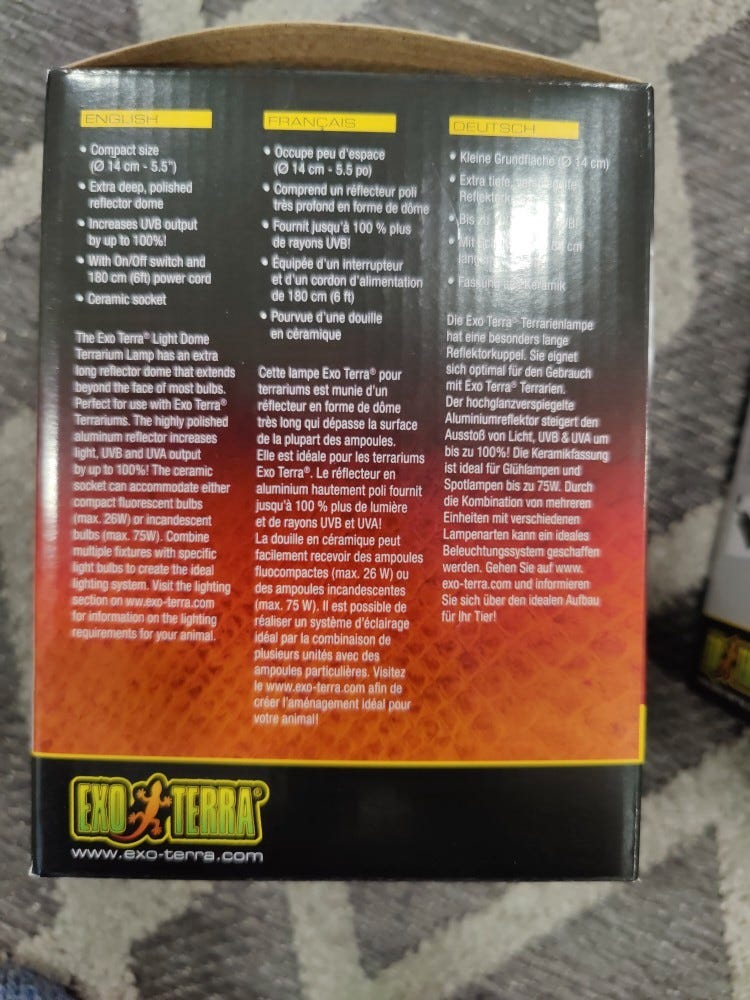 ENGLISH
• Compact size
(Ø 14 cm - 5.5")
• Extra deep, polished
reflector dome
• Increases UVB output
by up to 100%!
• With On/Off switch and
180 cm (6ft) power cord
• Ceramic socket
The Exo Terra® Light Dome
Terrarium Lamp has an extra
long reflector dome that extends
beyond the face of most bulbs.
Perfect for use with Exo Terra®
Terrariums. The highly polished
aluminum reflector increases
light, UVB and UVA output
by up to 100%! The ceramic
socket can accommodate either
compact fluorescent bulbs
(max. 26W) or incandescent
bulbs (max. 75W). Combine
multiple fixtures with specific
light bulbs to create the ideal
lighting system. Visit the lighting
section on ww.exo-terra.com
for information on the lighting
requirements for your animal.
FRANÇAIS
• Occupe peu d'espace
(Ø 14 cm - 5.5 po)
• Comprend un réflecteur poli
très profond en forme de dôme
• Fournit jusqu'à 100 % plus
de rayons UVB!
• Équipée d'un interrupteur
et d'un cordon d'alimentation
de 180 cm (6 ft)
• Pourvue d'une douille
en céramique
Cette lampe Exo Terra® pour
terrariums est munie d'un
réflecteur en forme de dôme
très long qui dépasse la surface
de la plupart des ampoules.
Elle est idéale pour les terrariums
Exo Terra®. Le réflecteur en
aluminium hautement poli fournit
jusqu'à 100 % plus de lumière
et de rayons UVB et UVA!
La douille en céramique peut
facilement recevoir des ampoules
fluocompactes (max. 26 W) ou
des ampoules incandescentes
(max. 75 W). Il est possible de
réaliser un système d'éclairage
idéal par la combinaison de
plusieurs unités avec des
ampoules particulières. Visitez
le www.exo-terra.com afin de
créer l'aménagement idéal pour
votre animal!
DEUTSCH
• Kleine Grundfläche (Ø 14 cm)
• Extra tiefe,
• Bis zu
• Mit
cm
• Fassung aus Keramik
Die Exo Terra® Terrarienlampe
hat eine besonders lange
Reflektorkuppel. Sie eignet
sich optimal für den Gebrauch
mit Exo Terra® Terrarien.
Der hochglanzverspiegelte
Aluminiumreflektor steigert den
Ausstoß von Licht, UVB & UVA um
bis zu 100%! Die Keramikfassung
ist ideal für Glühlampen und
Spotlampen bis zu 75W. Durch
die Kombination von mehreren
Einheiten mit verschiedenen
Lampenarten kann ein ideales
Beleuchtungssystem geschaffen
werden. Gehen Sie auf www.
exo-terra.com und informieren
Sie sich über den idealen Aufbau
für Ihr Tier!
EXO TERRA®
www.exo-terra.com